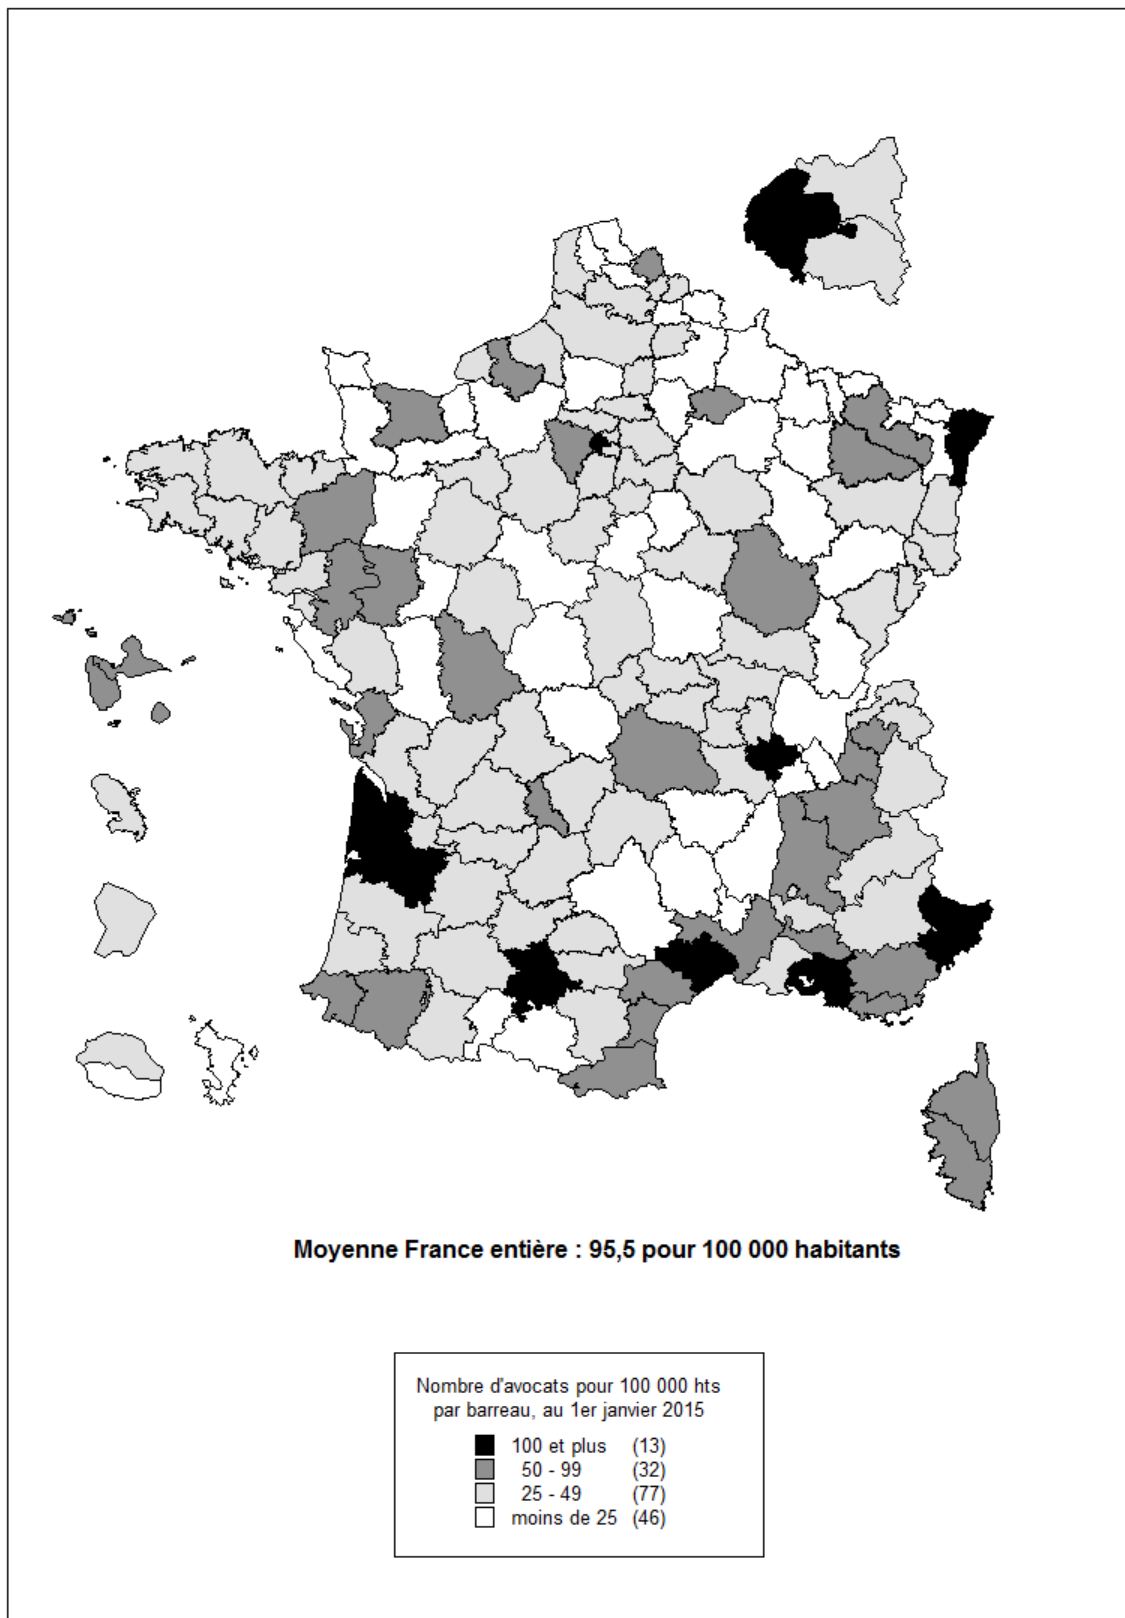 Moyenne France entière : 95,5 pour 100 000 habitants
Nombre d'avocats pour 100 000 hts
par barreau, au 1er janvier 2015
100 et plus (13)
50 - 99 (32)
25 - 49 (77)
moins de 25 (46)